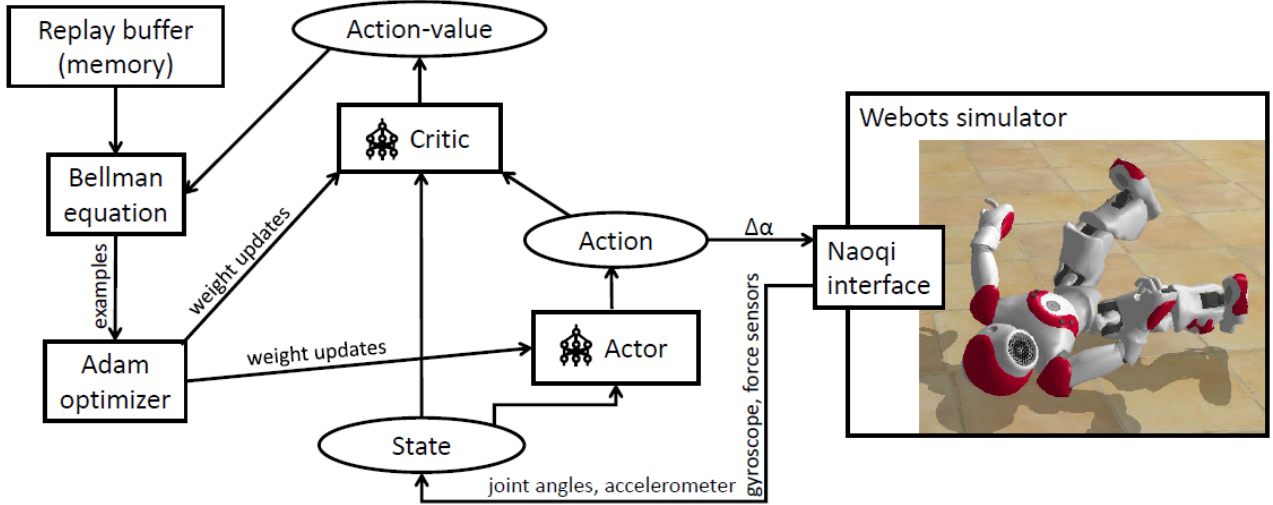 Replay buffer
(memory)
Action-value
Webots simulator
Critic
Bellman
equation
weight updates
Action
Δα
Naoqi
interface
examples
gyroscope, force sensors
Adam
optimizer
weight updates
Actor
State
joint angles, accelerometer